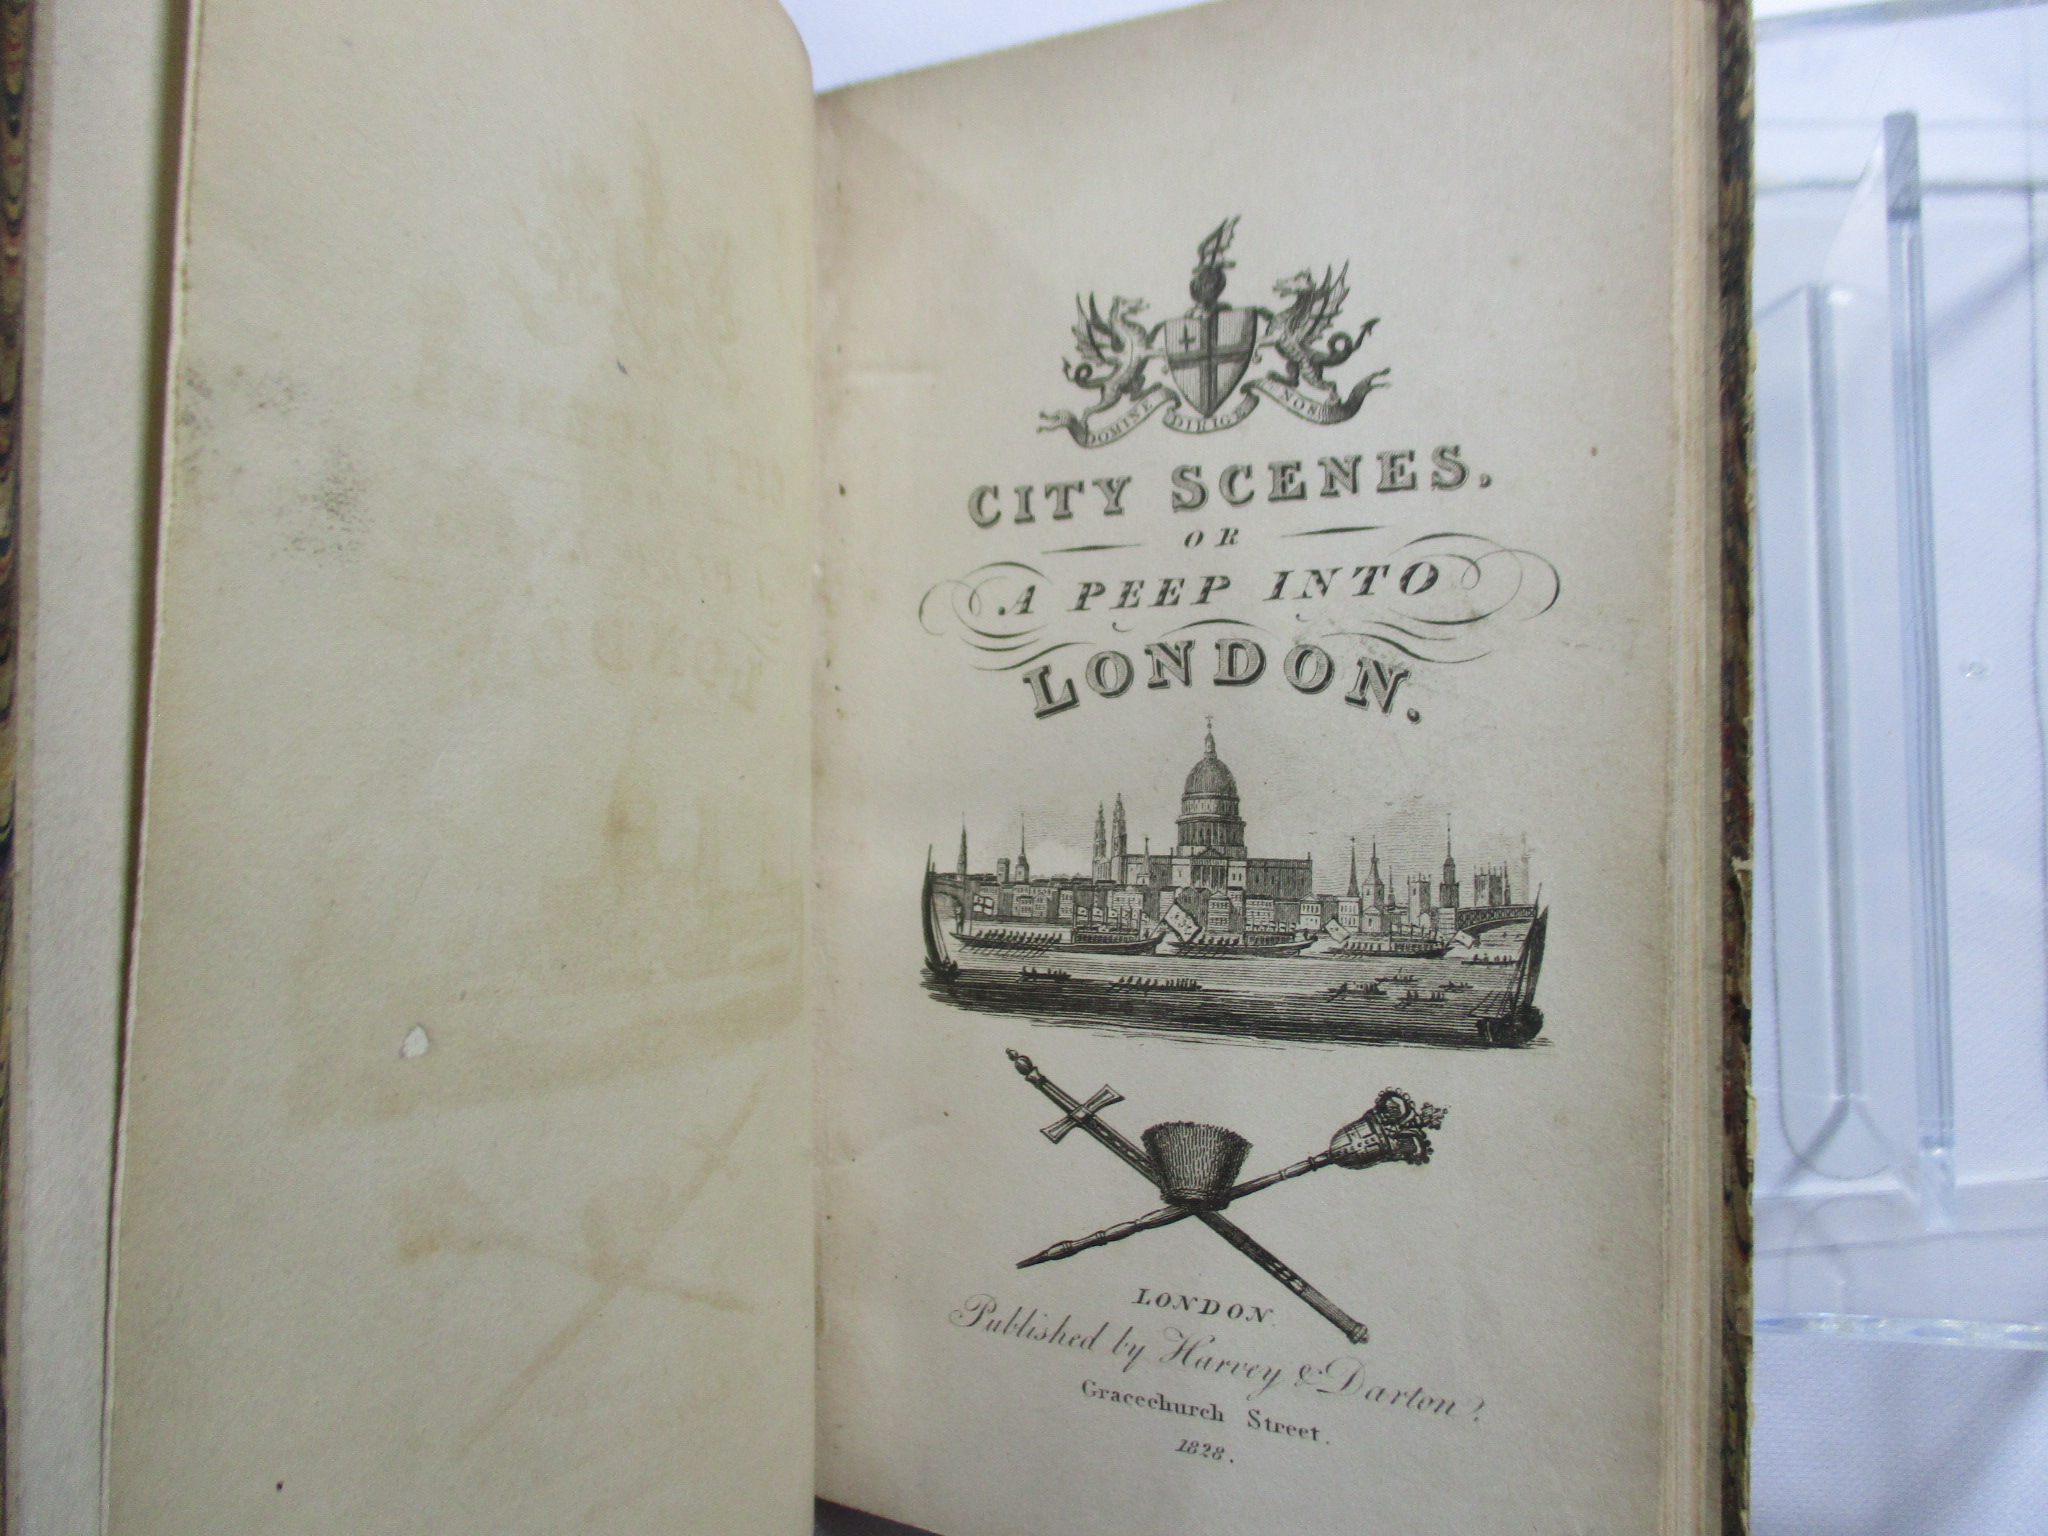 DOMINE DIRIGE NOS
CITY SCENES,
OR
A PEEP INTO
LONDON.
LONDON.
Published by Harvey & Darton,
Gracechurch Street.
1828.